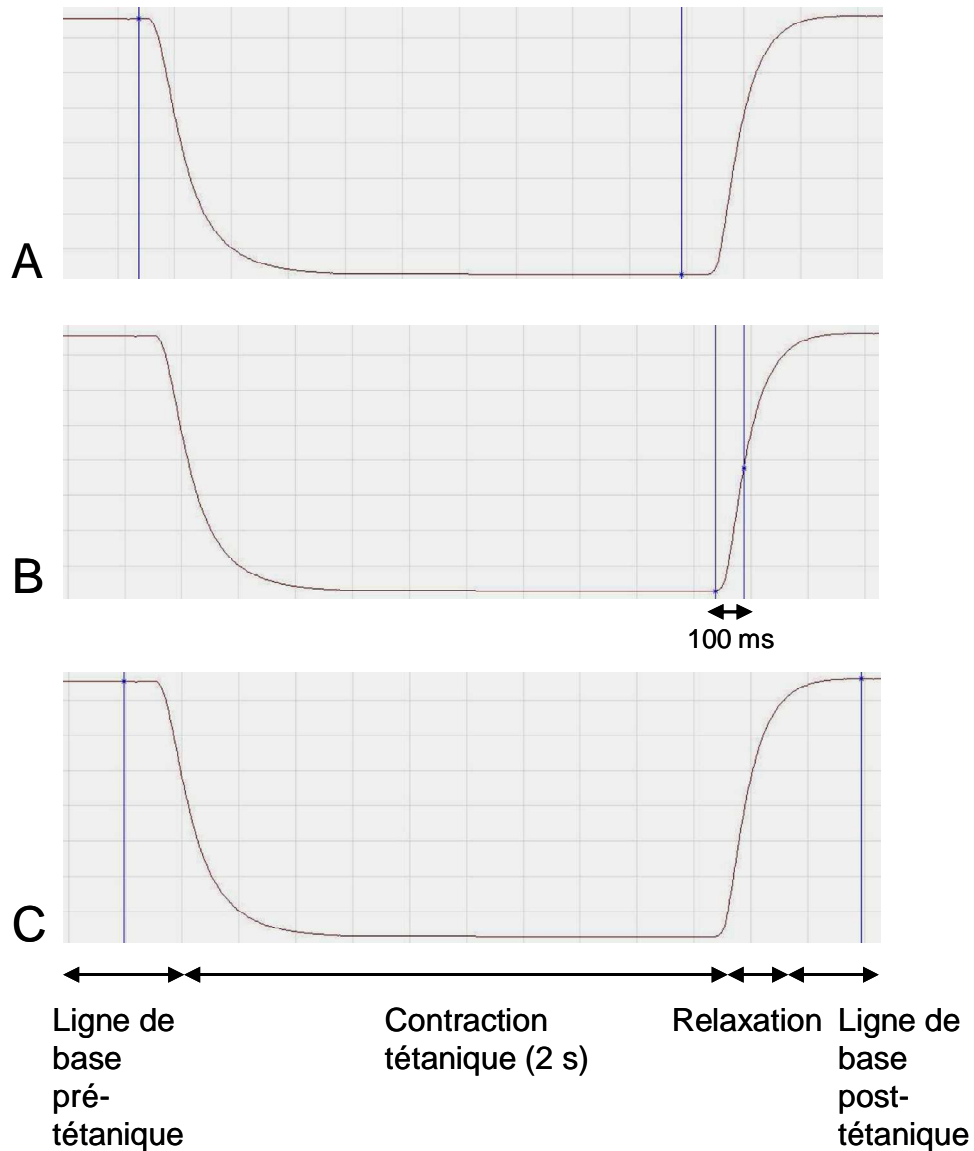 A
B
100 ms
C
Ligne de
base
pré-
tétanique
Contraction
tétanique (2 s)
Relaxation
Ligne de
base
post-
tétanique